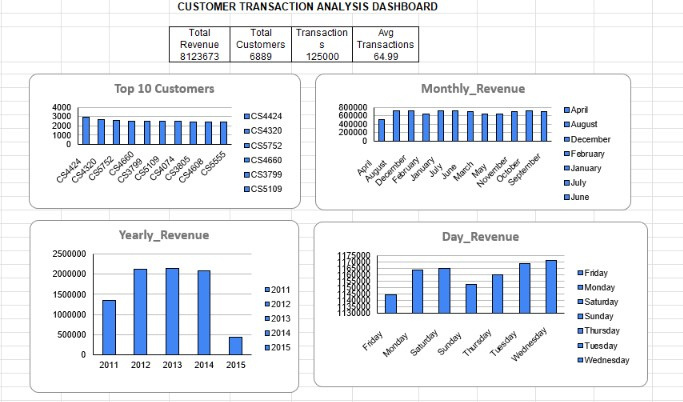 CUSTOMER TRANSACTION ANALYSIS DASHBOARD
Total Revenue
Total Customers
Transactions
Avg Transactions
8123673
6889
125000
64.99
Top 10 Customers
4000
3000
2000
1000
0
CS4424
CS4320
CS5752
CS4660
CS3799
CS5109
CS4074
CS3805
CS4608
CS5555
CS4424
CS4320
CS5752
CS4660
CS3799
CS5109
Monthly_Revenue
800000
600000
400000
200000
0
April
August
December
February
January
July
June
March
May
November
October
September
April
August
December
February
January
July
June
Yearly_Revenue
2500000
2000000
1500000
1000000
500000
0
2011
2012
2013
2014
2015
2011
2012
2013
2014
2015
Day_Revenue
1175000
1130000
Friday
Monday
Saturday
Sunday
Thursday
Tuesday
Wednesday
Friday
Monday
Saturday
Sunday
Thursday
Tuesday
Wednesday